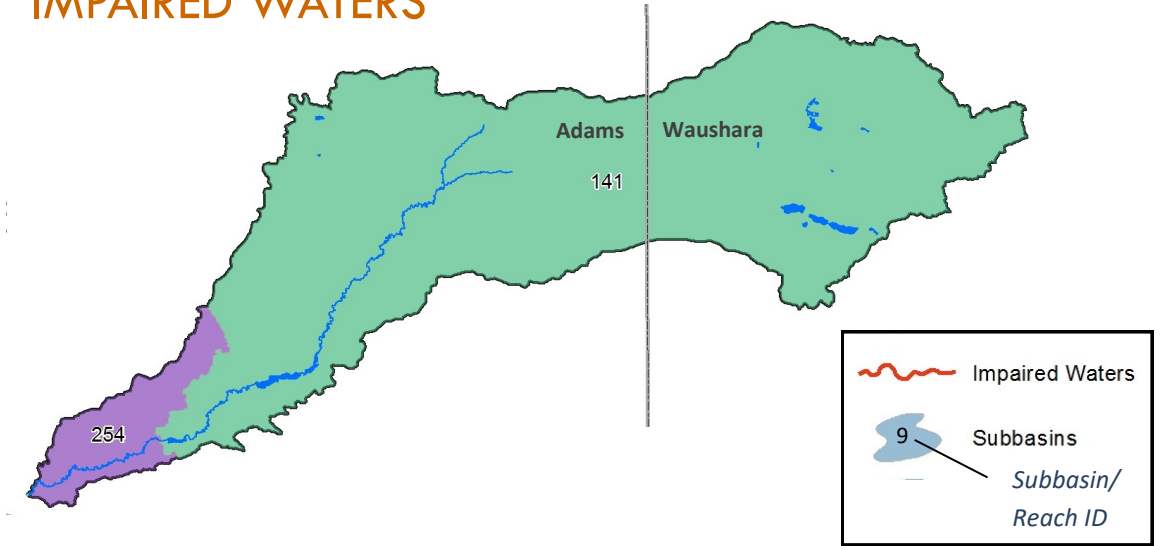 IMPAIRED WATERS
Adams
Waushara
141
254
Impaired Waters
9
Subbasins
Subbasin/
Reach ID